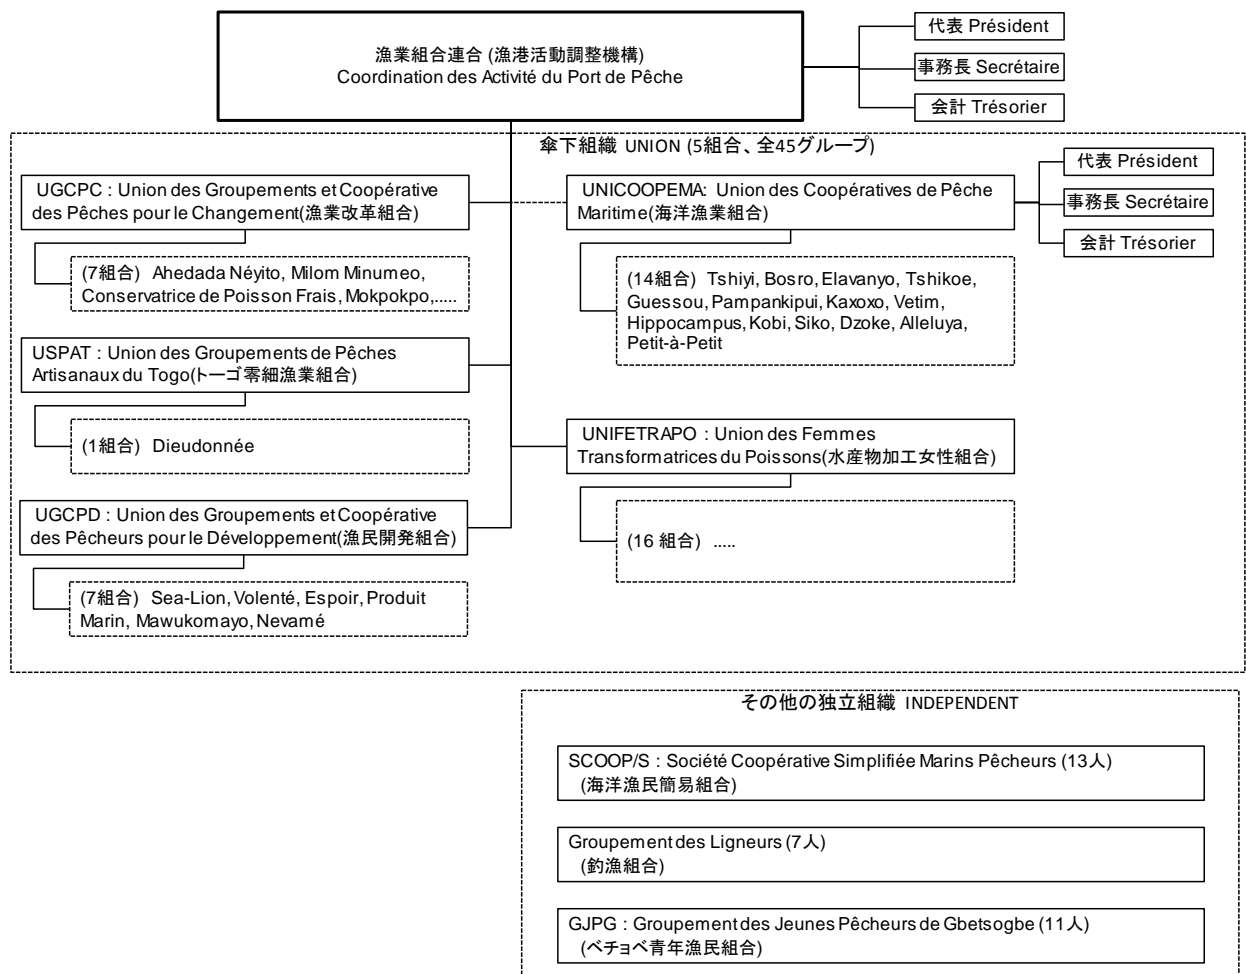 漁業組合連合 (漁港活動調整機構)
Coordination des Activité du Port de Pêche
代表 Président
事務長 Secrétaire
会計 Trésorier
傘下組織 UNION (5組合、全45グループ)
UGCPC : Union des Groupements et Coopérative
des Pêches pour le Changement(漁業改革組合)
(7組合) Ahedada Néyito, Milom Minumeo,
Conservatrice de Poisson Frais, Mokpokpo,.....
USPAT : Union des Groupements de Pêches
Artisanaux du Togo(トーゴ零細漁業組合)
(1組合) Dieudonnée
UGCPD : Union des Groupements et Coopérative
des Pêcheurs pour le Développement(漁民開発組合)
(7組合) Sea-Lion, Volenté, Espoir, Produit
Marin, Mawukomayo, Nevamé
UNICOOPEMA: Union des Coopératives de Pêche
Maritime(海洋漁業組合)
代表 Président
事務長 Secrétaire
会計 Trésorier
(14組合) Tshiyi, Bosro, Elavanyo, Tshikoe,
Guessou, Pampankipui, Kaxoxo, Vetim,
Hippocampus, Kobi, Siko, Dzoke, Alleluya,
Petit-à-Petit
UNIFETRAPO : Union des Femmes
Transformatrices du Poissons(水産物加工女性組合)
(16 組合) .....
その他の独立組織 INDEPENDENT
SCOOP/S : Société Coopérative Simplifiée Marins Pêcheurs (13人)
(海洋漁民簡易組合)
Groupement des Ligneurs (7人)
(釣漁組合)
GJPG : Groupement des Jeunes Pêcheurs de Gbetsogbe (11人)
(ベチョベ青年漁民組合)